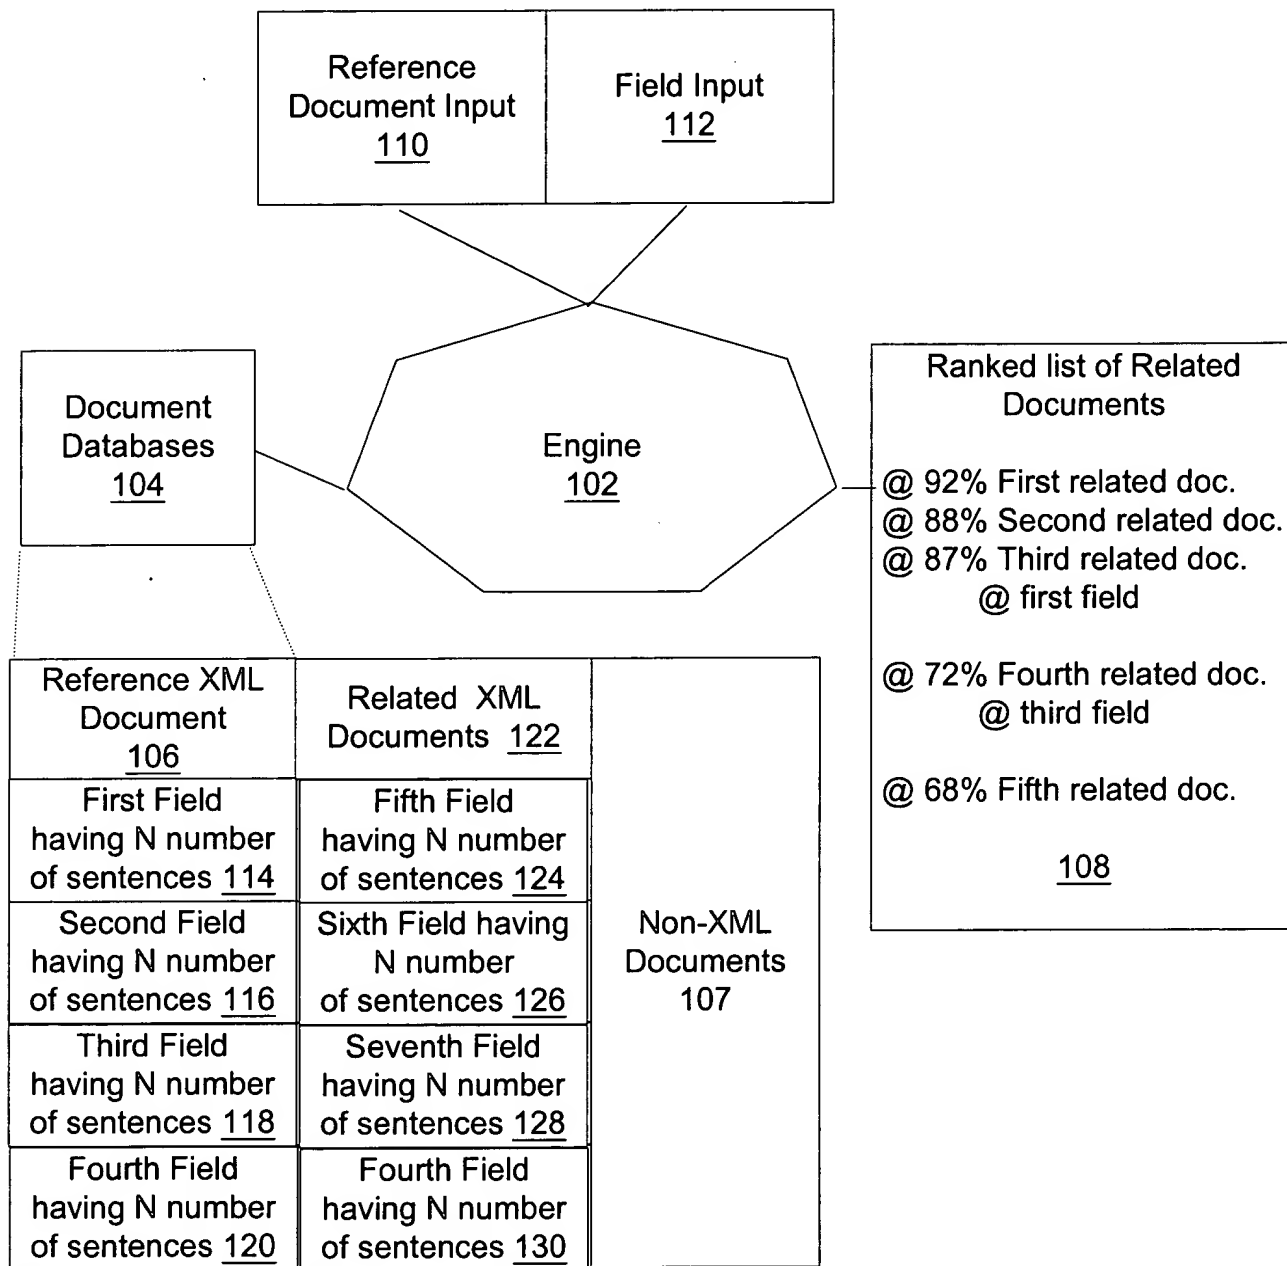 Reference
Document Input
110
Field Input
112
Document
Databases
104
Engine
102
Ranked list of Related
Documents
@ 92% First related doc.
@ 88% Second related doc.
@ 87% Third related doc.
@ first field
@ 72% Fourth related doc.
@ third field
@ 68% Fifth related doc.
108
Reference XML
Document
106
Related XML
Documents 122
First Field
having N number
of sentences 114
Fifth Field
having N number
of sentences 124
Second Field
having N number
of sentences 116
Sixth Field having
N number
of sentences 126
Third Field
having N number
of sentences 118
Seventh Field
having N number
of sentences 128
Fourth Field
having N number
of sentences 120
Fourth Field
having N number
of sentences 130
Non-XML
Documents
107